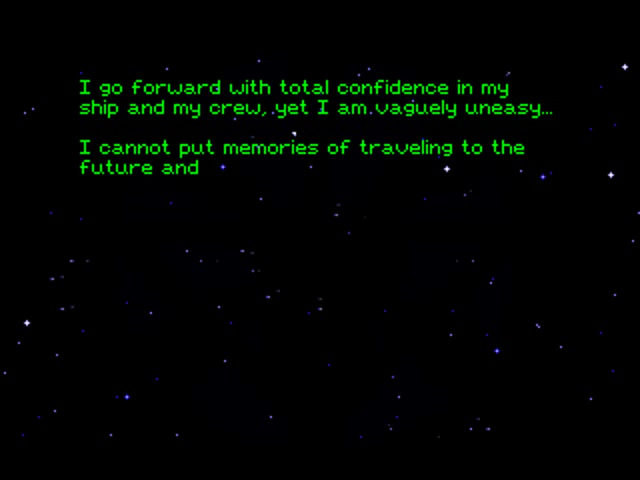 I go forward with total confidence in my
ship and my crew, yet I am vaguely uneasy...
I cannot put memories of traveling to the
future and